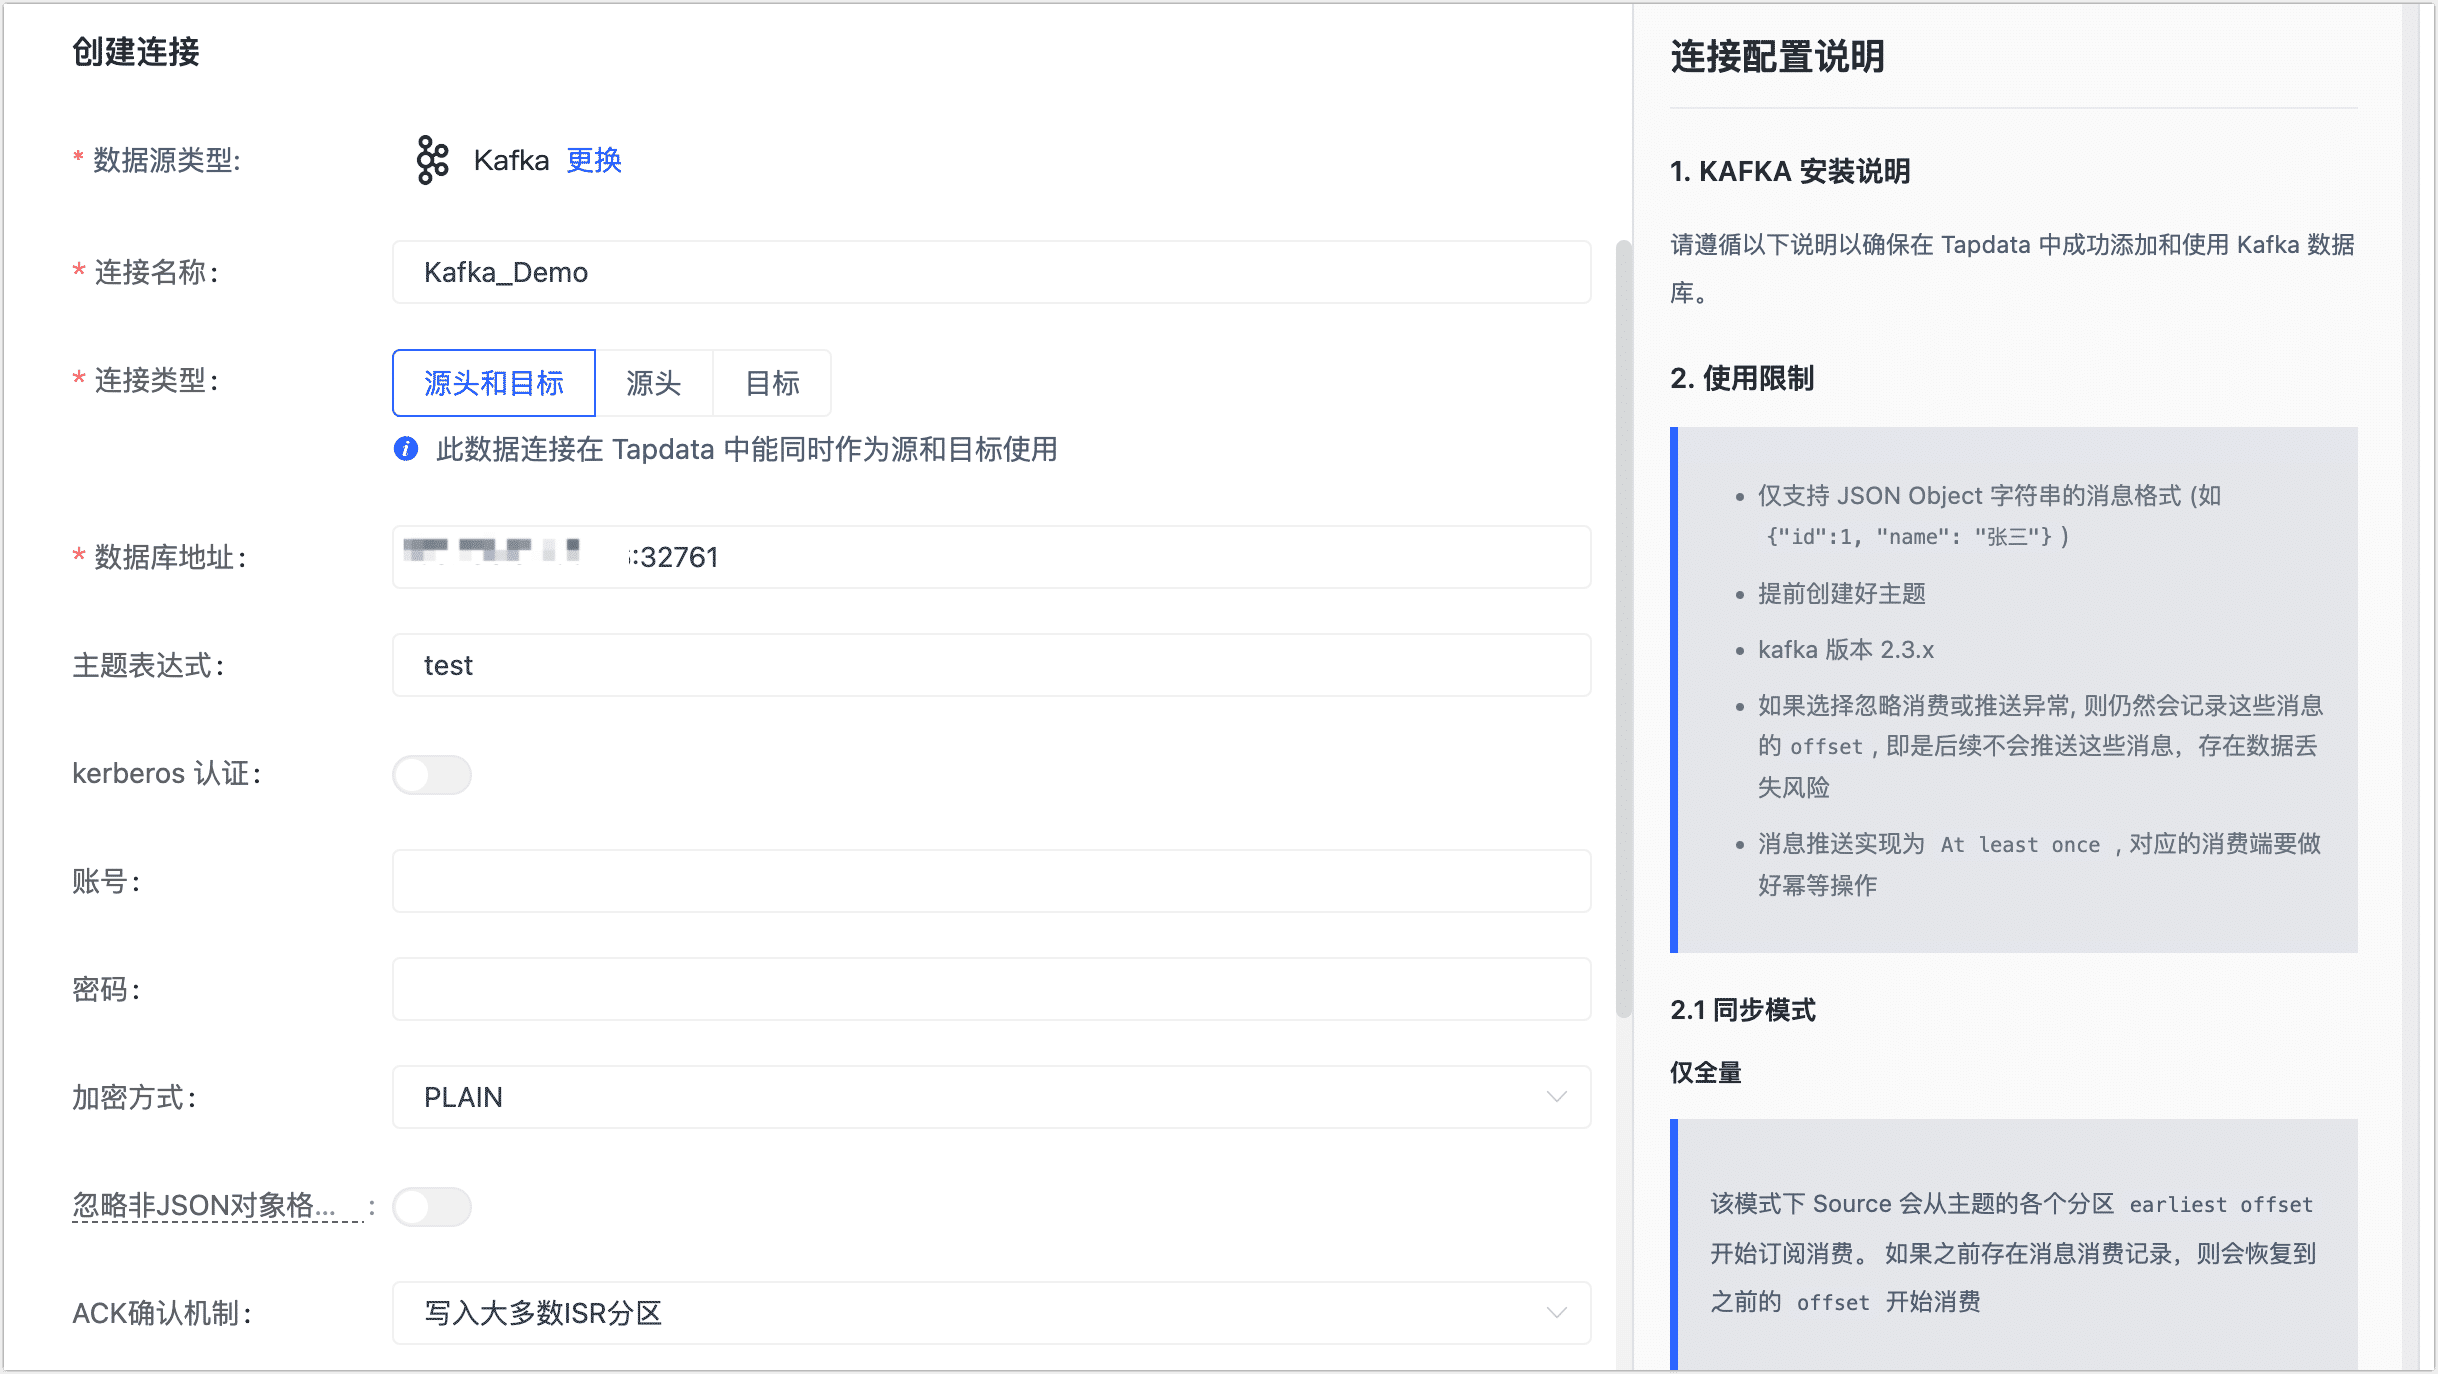 创建连接
* 数据源类型:
Kafka 更换
* 连接名称:
Kafka_Demo
* 连接类型:
源头和目标 源头 目标
此数据连接在 Tapdata 中能同时作为源和目标使用
* 数据库地址:
:32761
主题表达式:
test
kerberos 认证:
账号:
密码:
加密方式:
PLAIN
忽略非JSON对象格... :
ACK确认机制:
写入大多数ISR分区
连接配置说明
1. KAFKA 安装说明
请遵循以下说明以确保在 Tapdata 中成功添加和使用 Kafka 数据
库。
2. 使用限制
• 仅支持 JSON Object 字符串的消息格式 (如
{"id":1, "name": "张三"} )
• 提前创建好主题
• kafka 版本 2.3.x
• 如果选择忽略消费或推送异常, 则仍然会记录这些消息
的 offset , 即是后续不会推送这些消息，存在数据丢
失风险
• 消息推送实现为 At least once , 对应的消费端要做
好幂等操作
2.1 同步模式
仅全量
该模式下 Source 会从主题的各个分区 earliest offset
开始订阅消费。 如果之前存在消息消费记录，则会恢复到
之前的 offset 开始消费